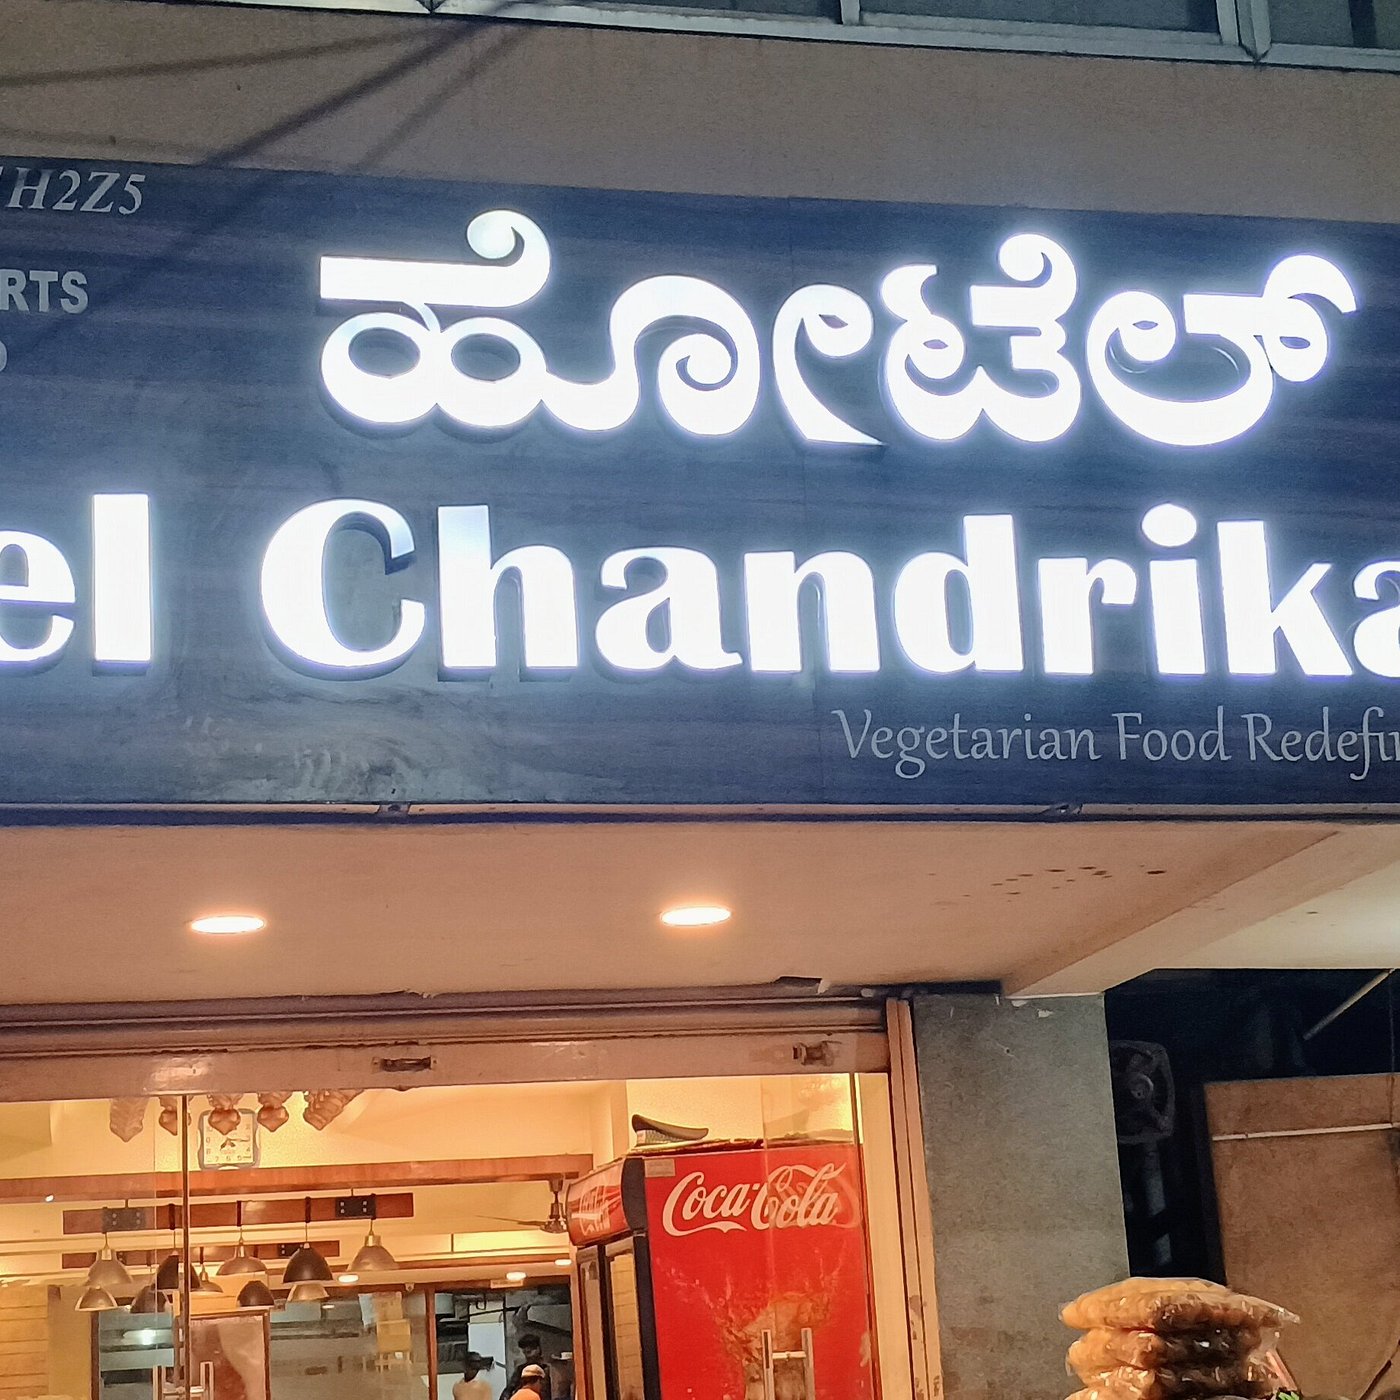 H2Z5
RTS
ಹೋಟೆಲ್
el Chandrika
Vegetarian Food Redefin
Coca-Cola